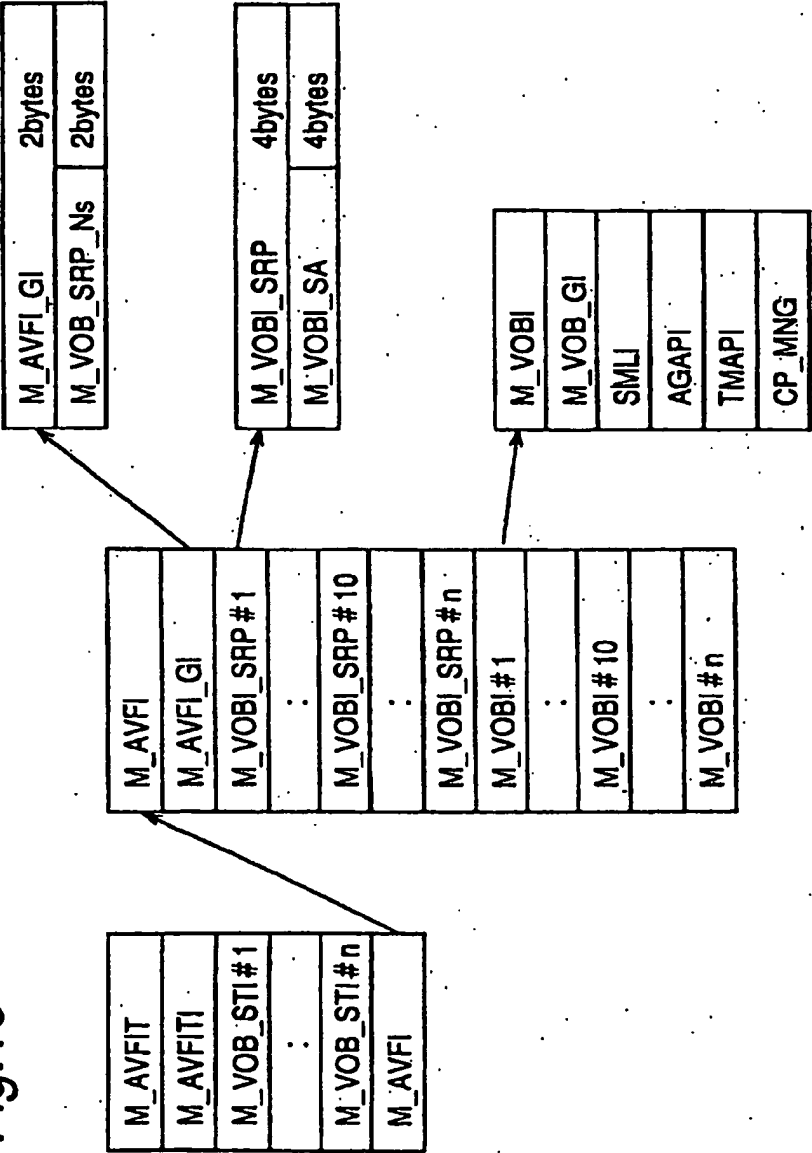 M_AVFIT
M_AVFITI
M_VOB_STI#1
:
M_VOB_STI#n
M_AVFI
M_AVFI
M_AVFI_GI
M_VOBI_SRP#1
:
M_VOBI_SRP#10
:
M_VOBI_SRP#n
M_VOBI#1
:
M_VOBI#10
:
M_VOBI#n
M_AVFI_GI 2bytes
M_VOB_SRP_Ns 2bytes
M_VOBI_SRP 4bytes
M_VOBI_SA 4bytes
M_VOBI
M_VOB_GI
SMLI
AGAPI
TMAPI
CP_MNG